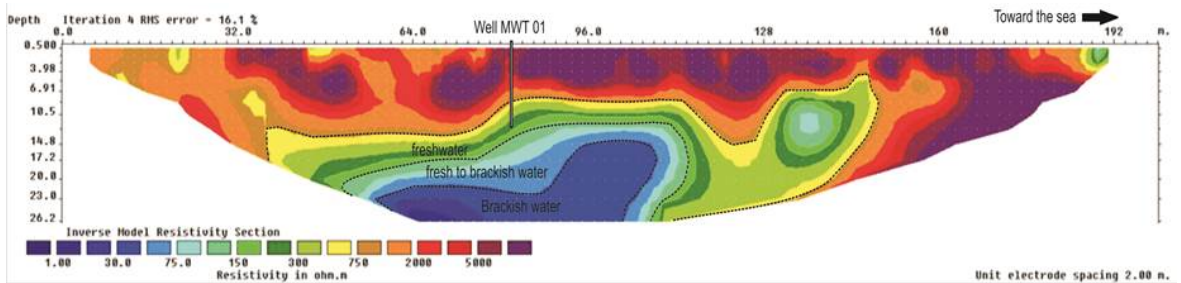 Depth Iteration 4 RMS error - 16.1 %
Well MWT 01
Toward the sea
0.0 32.0 64.0 96.0 128 160 192 m.
0.500
3.98
6.91
10.5
14.8
17.2
20.0
23.0
26.2
freshwater
fresh to brackish water
Brackish water
Inverse Model Resistivity Section
1.00 30.0 75.0 150 300 750 2000 5000
Resistivity in ohm.m
Unit electrode spacing 2.00 m.